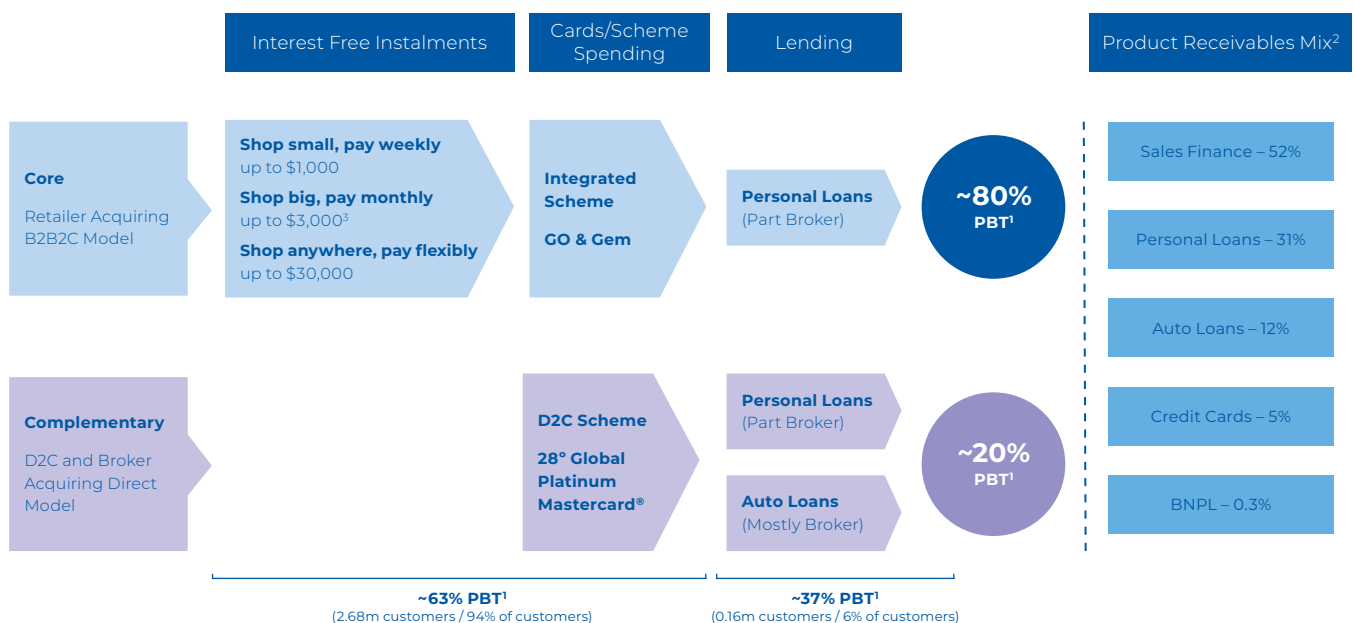 Interest Free Instalments
Cards/Scheme
Spending
Lending
Product Receivables Mix²
Core
Retailer Acquiring
B2B2C Model
Shop small, pay weekly
up to $1,000
Shop big, pay monthly
up to $3,000³
Shop anywhere, pay flexibly
up to $30,000
Integrated
Scheme
GO & Gem
Personal Loans
(Part Broker)
~80%
PBT¹
Complementary
D2C and Broker
Acquiring Direct
Model
D2C Scheme
28º Global
Platinum
Mastercard®
Personal Loans
(Part Broker)
Auto Loans
(Mostly Broker)
~20%
PBT¹
Sales Finance – 52%
Personal Loans – 31%
Auto Loans – 12%
Credit Cards – 5%
BNPL – 0.3%
~63% PBT¹
(2.68m customers / 94% of customers)
~37% PBT¹
(0.16m customers / 6% of customers)